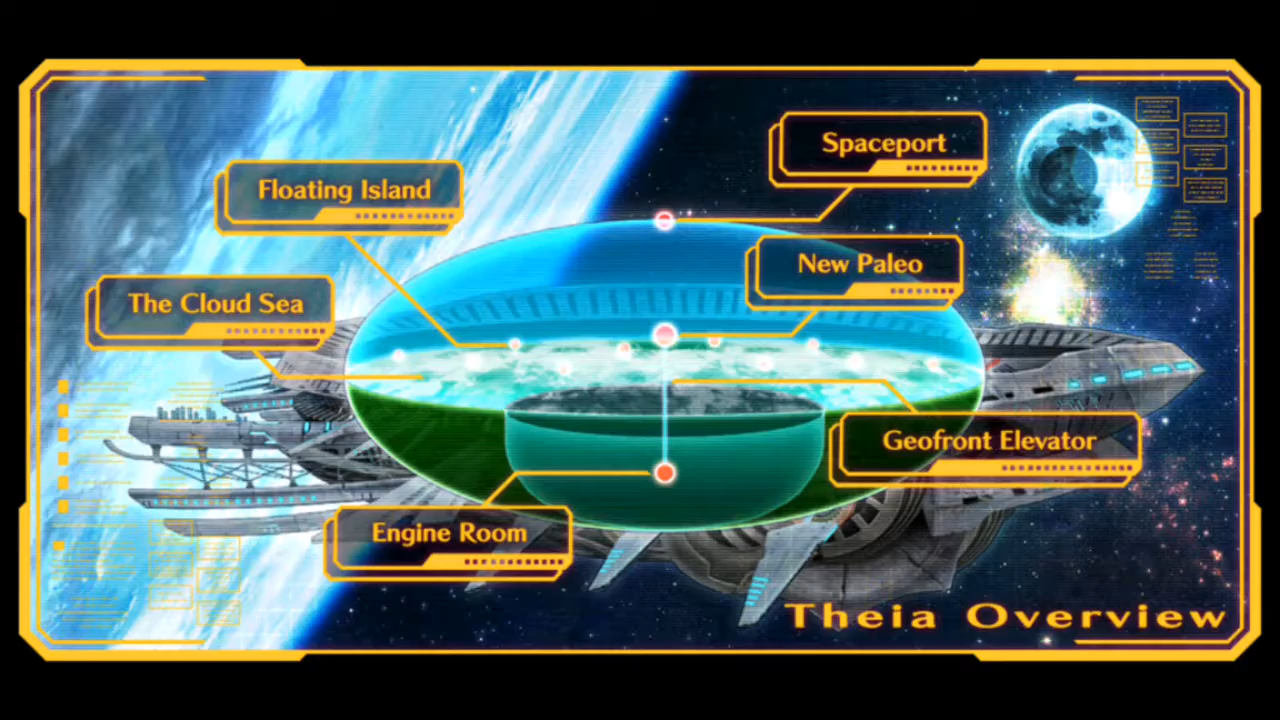 Spaceport
Floating Island
New Paleo
The Cloud Sea
Geofront Elevator
Engine Room
Theia Overview